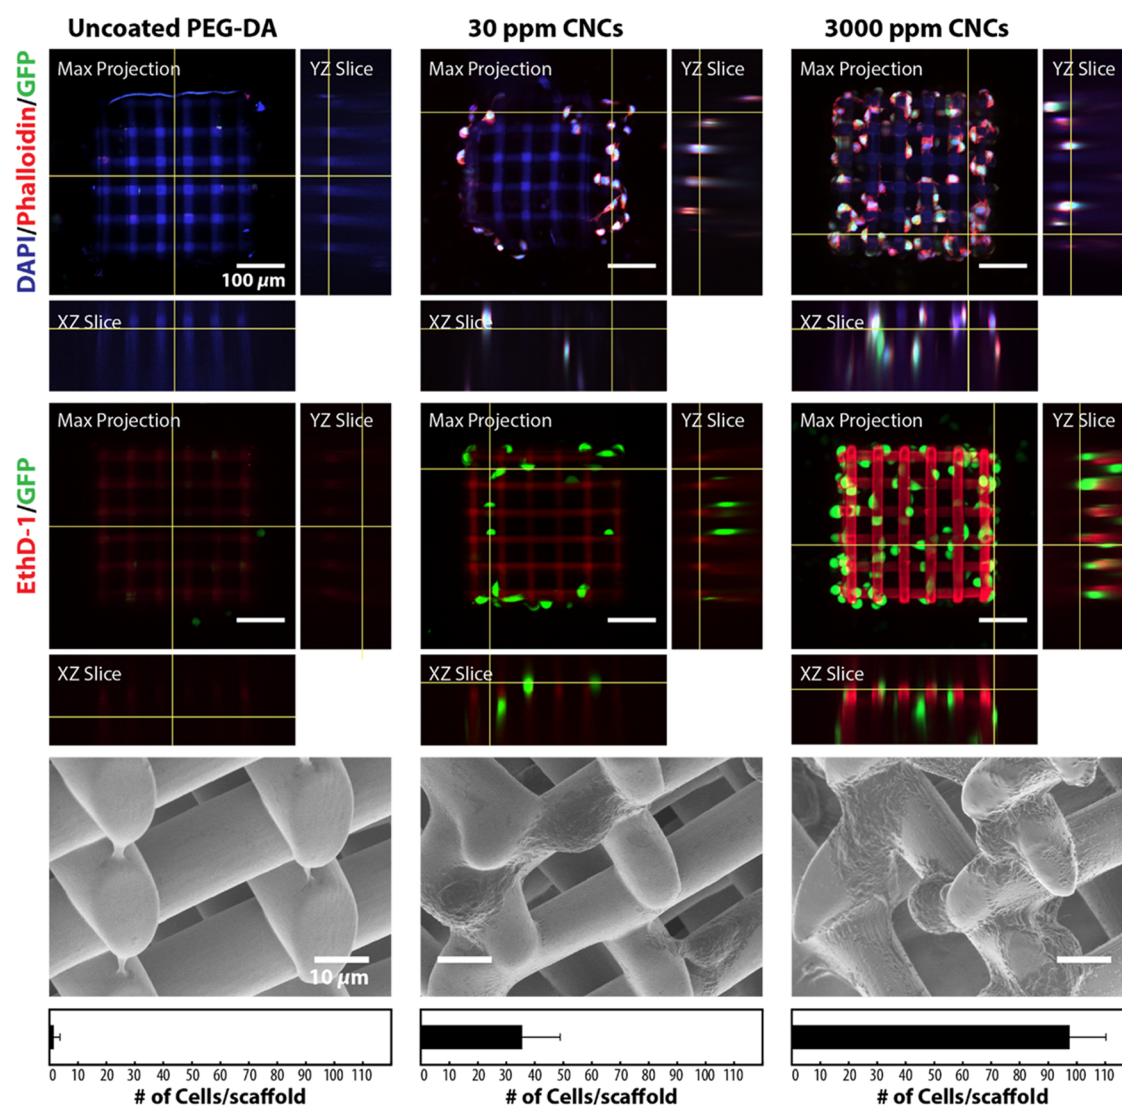 Uncoated PEG-DA
30 ppm CNCs
3000 ppm CNCs
DAPI/Phalloidin/GFP
Max Projection
YZ Slice
Max Projection
YZ Slice
Max Projection
YZ Slice
100 µm
XZ Slice
XZ Slice
XZ Slice
EthD-1/GFP
Max Projection
YZ Slice
Max Projection
YZ Slice
Max Projection
YZ Slice
XZ Slice
XZ Slice
XZ Slice
10 µm
0 10 20 30 40 50 60 70 80 90 100 110
0 10 20 30 40 50 60 70 80 90 100 110
0 10 20 30 40 50 60 70 80 90 100 110
# of Cells/scaffold
# of Cells/scaffold
# of Cells/scaffold